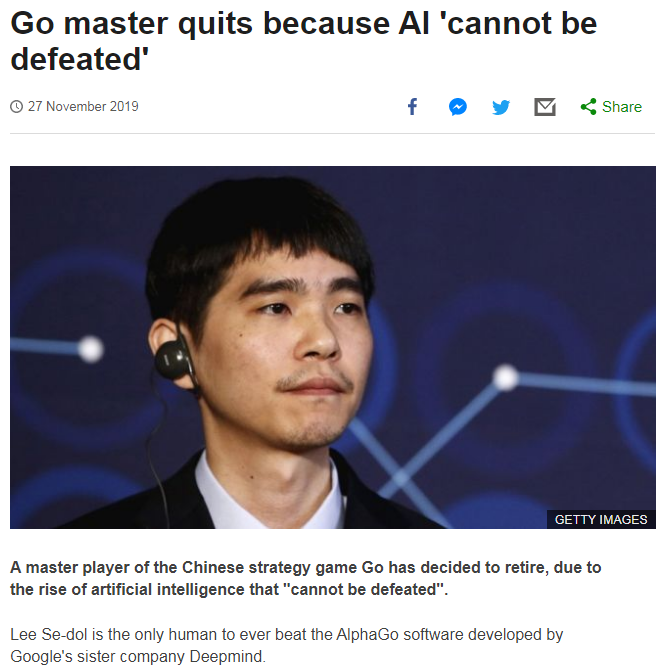 Go master quits because AI 'cannot be
defeated'
27 November 2019
Share
GETTY IMAGES
A master player of the Chinese strategy game Go has decided to retire, due to
the rise of artificial intelligence that "cannot be defeated".
Lee Se-dol is the only human to ever beat the AlphaGo software developed by
Google's sister company Deepmind.